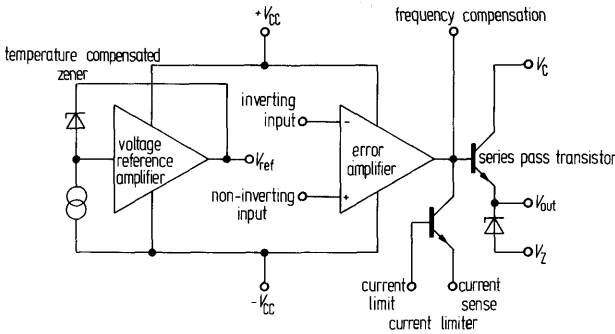 +V_CC
frequency compensation
temperature compensated
zener
V_C
inverting
input
−
voltage
reference
amplifier
V_ref
error
amplifier
series pass transistor
non-inverting
input
+
V_out
V_Z
−V_CC
current
limit
current
sense
current limiter